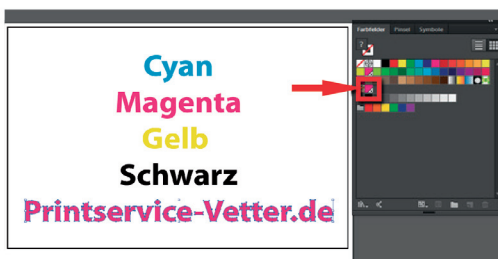 Farbfelder Pinsel Symbole
Cyan
Magenta
Gelb
Schwarz
Printservice-Vetter.de